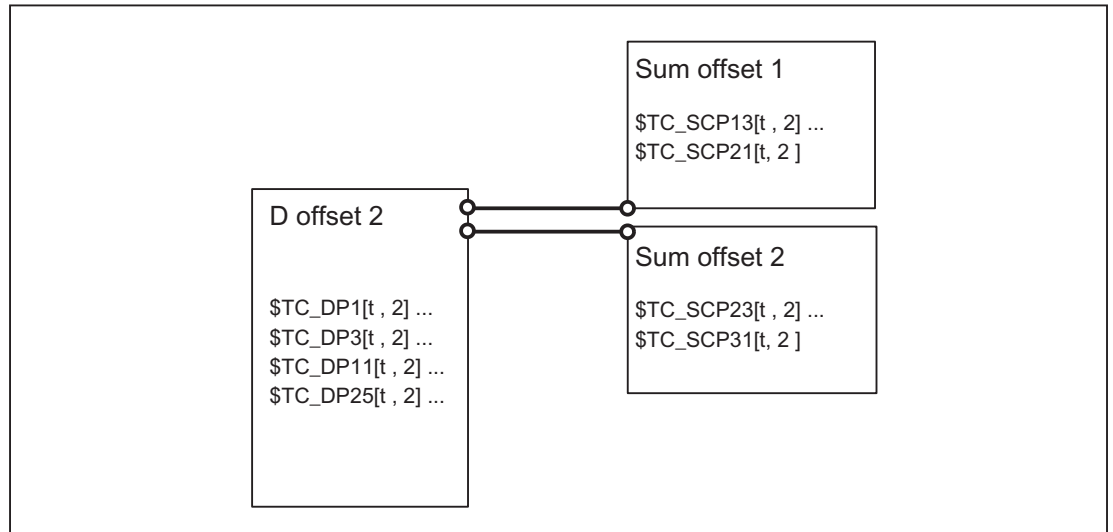 Sum offset 1
$TC_SCP13[t , 2] ...
$TC_SCP21[t, 2 ]
D offset 2
$TC_DP1[t , 2] ...
$TC_DP3[t , 2] ...
$TC_DP11[t , 2] ...
$TC_DP25[t , 2] ...
Sum offset 2
$TC_SCP23[t , 2] ...
$TC_SCP31[t, 2 ]